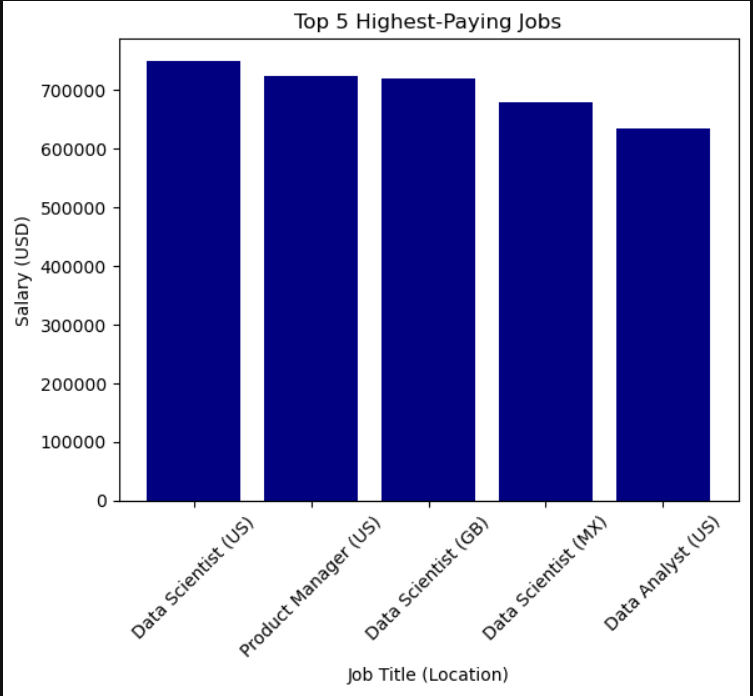 Top 5 Highest-Paying Jobs
Salary (USD)
700000
600000
500000
400000
300000
200000
100000
0
Data Scientist (US)
Product Manager (US)
Data Scientist (GB)
Data Scientist (MX)
Data Analyst (US)
Job Title (Location)